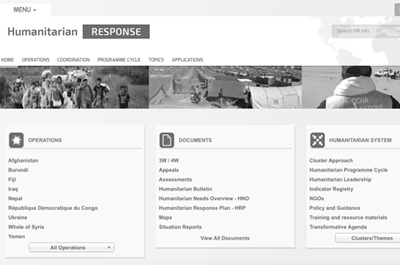 MENU
Humanitarian RESPONSE
Search HR.info
HOME OPERATIONS COORDINATION PROGRAMME CYCLE TOPICS APPLICATIONS
OCHA
OPERATIONS
Afghanistan
Burundi
Fiji
Iraq
Nepal
République Démocratique du Congo
Ukraine
Whole of Syria
Yemen
All Operations
DOCUMENTS
3W / 4W
Appeals
Assessments
Humanitarian Bulletin
Humanitarian Needs Overview - HNO
Humanitarian Response Plan - HRP
Maps
Situation Reports
View All Documents
HUMANITARIAN SYSTEM
Cluster Approach
Humanitarian Programme Cycle
Humanitarian Leadership
Indicator Registry
NGOs
Policy and Guidance
Training and resource materials
Transformative Agenda
Clusters/Themes